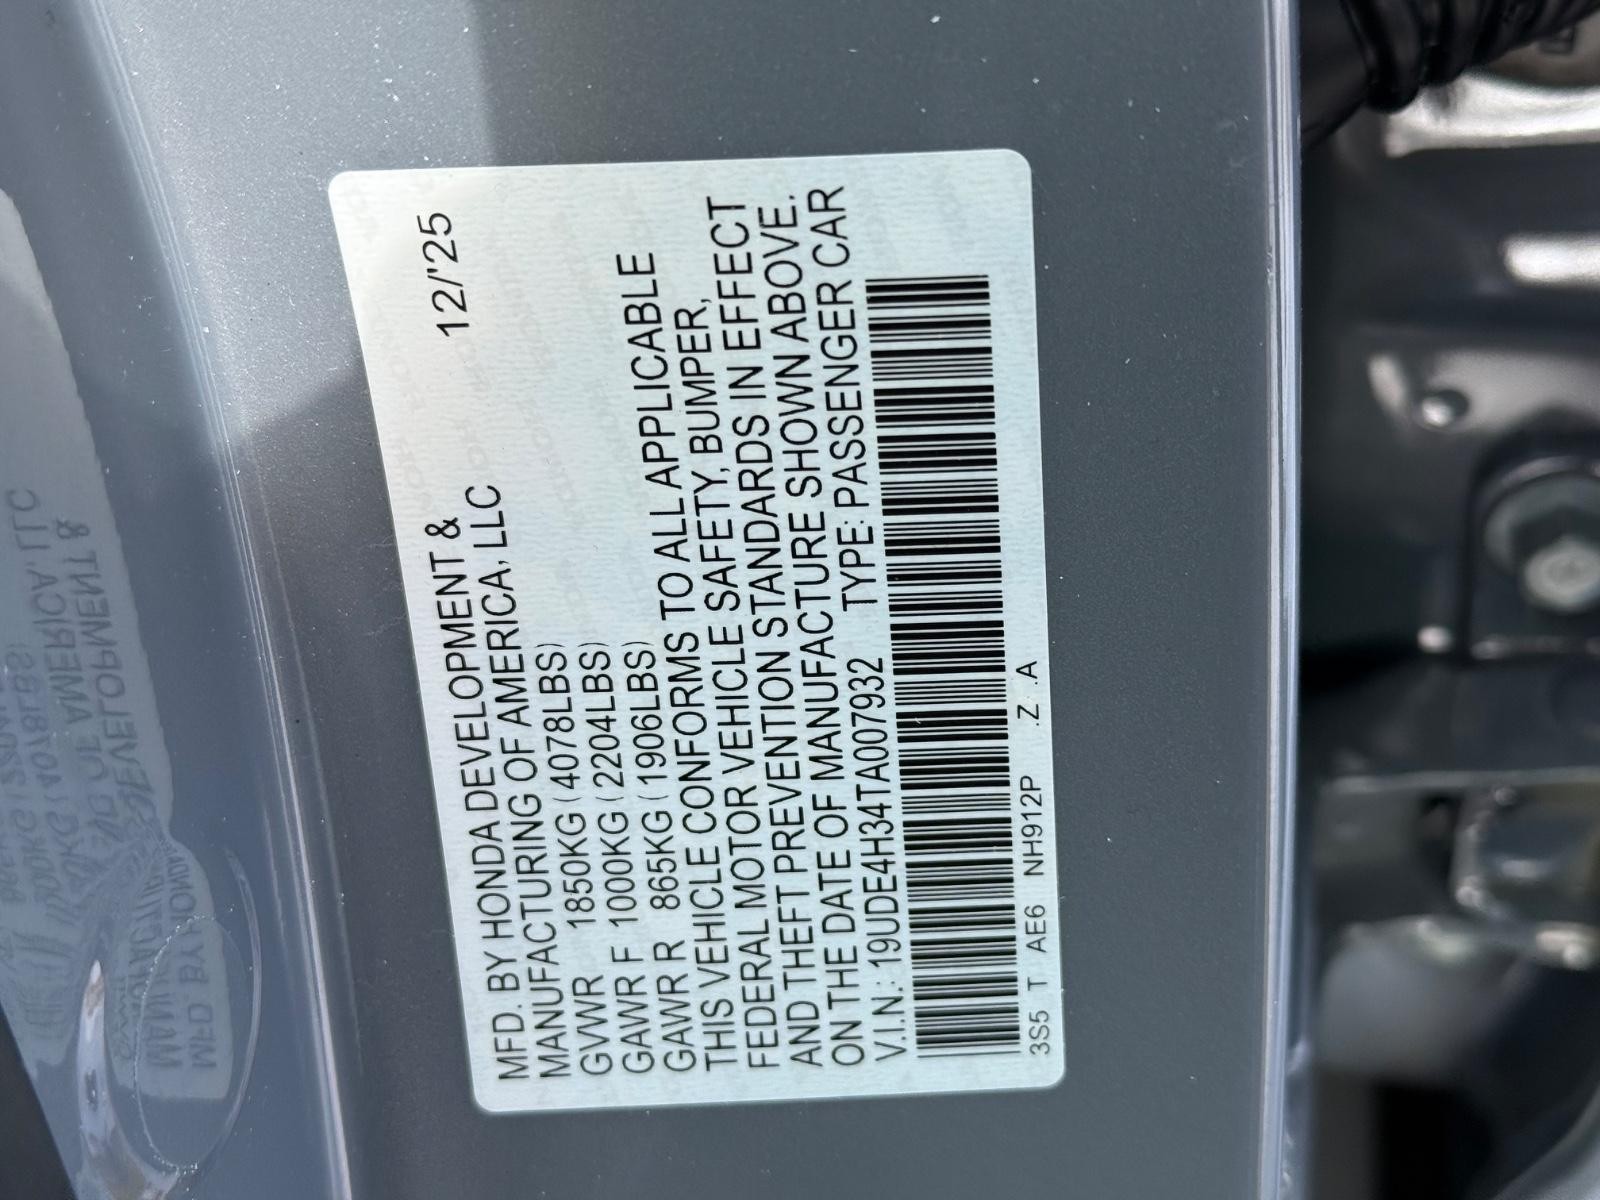 12/'25
MFD. BY HONDA DEVELOPMENT &
MANUFACTURING OF AMERICA, LLC
GVWR 1850KG (4078LBS)
GAWR F 1000KG (2204LBS)
GAWR R 865KG (1906LBS)
THIS VEHICLE CONFORMS TO ALL APPLICABLE
FEDERAL MOTOR VEHICLE SAFETY, BUMPER,
AND THEFT PREVENTION STANDARDS IN EFFECT
ON THE DATE OF MANUFACTURE SHOWN ABOVE.
V.I.N.: 19UDE4H34TA007932 TYPE: PASSENGER CAR
3S5 T AE6 NH912P .Z .A